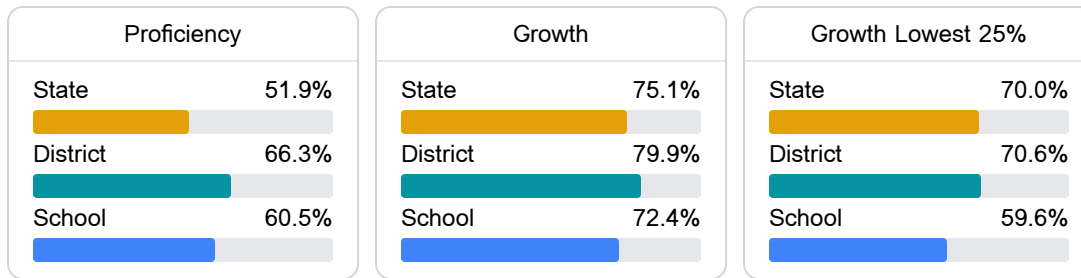 Proficiency
State 51.9%
District 66.3%
School 60.5%
Growth
State 75.1%
District 79.9%
School 72.4%
Growth Lowest 25%
State 70.0%
District 70.6%
School 59.6%